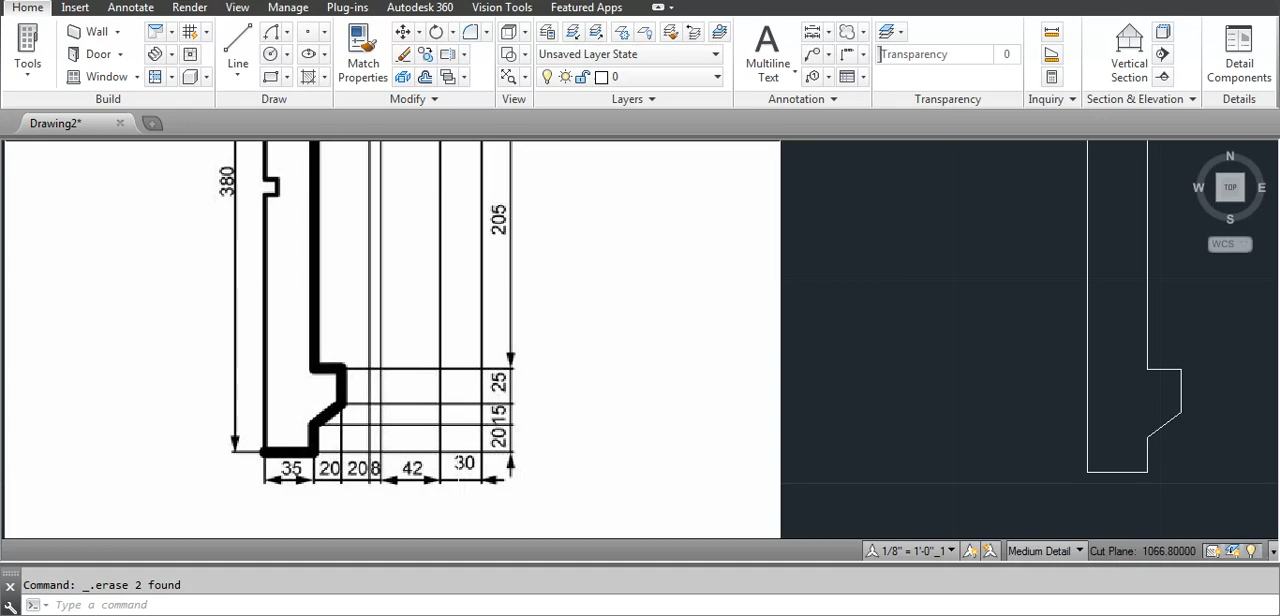 Home Insert Annotate Render View Manage Plug-ins Autodesk 360 Vision Tools Featured Apps
Tools
Wall
Door
Window
Build
Line
Draw
Match
Properties
Modify
View
Unsaved Layer State
0
Layers
Multiline
Text
Annotation
Transparency 0
Transparency
Inquiry
Vertical
Section
Section & Elevation
Detail
Components
Details
Drawing2*
380
205
25
15
20
35 20 20 8 42 30
N
W TOP E
S
WCS
1/8" = 1'-0"_1 Medium Detail Cut Plane: 1066.80000
Command: _.erase 2 found
Type a command